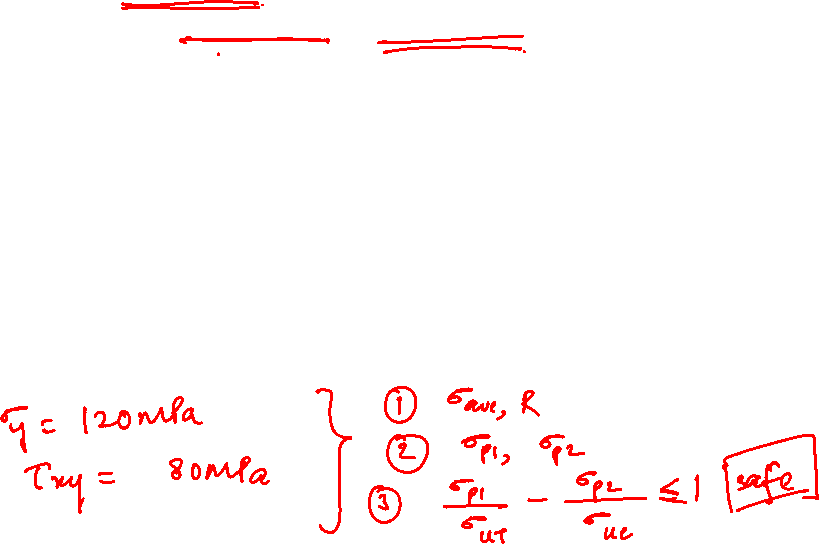 σy = 120MPa
τxy = 80MPa
① σave, R
② σp1, σp2
③ σp1/σUT - σp2/σUC ≤ 1 safe